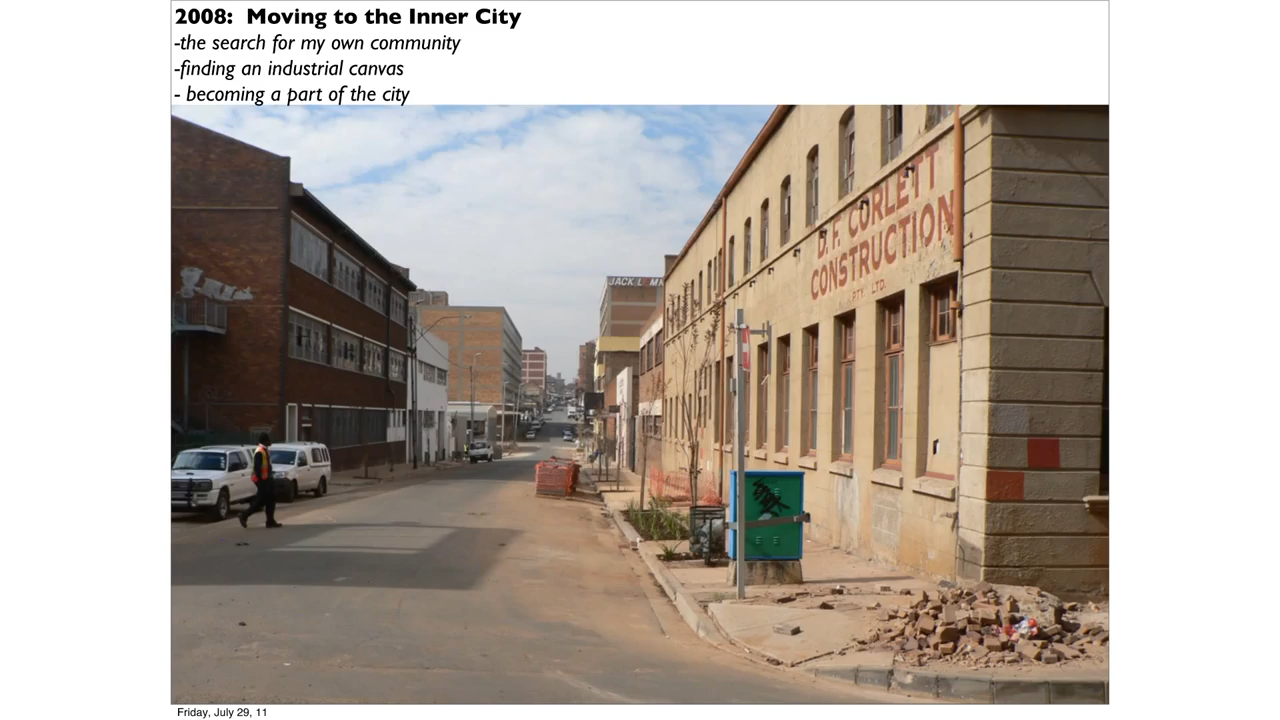 2008:  Moving to the Inner City
-the search for my own community
-finding an industrial canvas
- becoming a part of the city
D. F. CORLETT
CONSTRUCTION
PTY. LTD.
JACK
Friday, July 29, 11